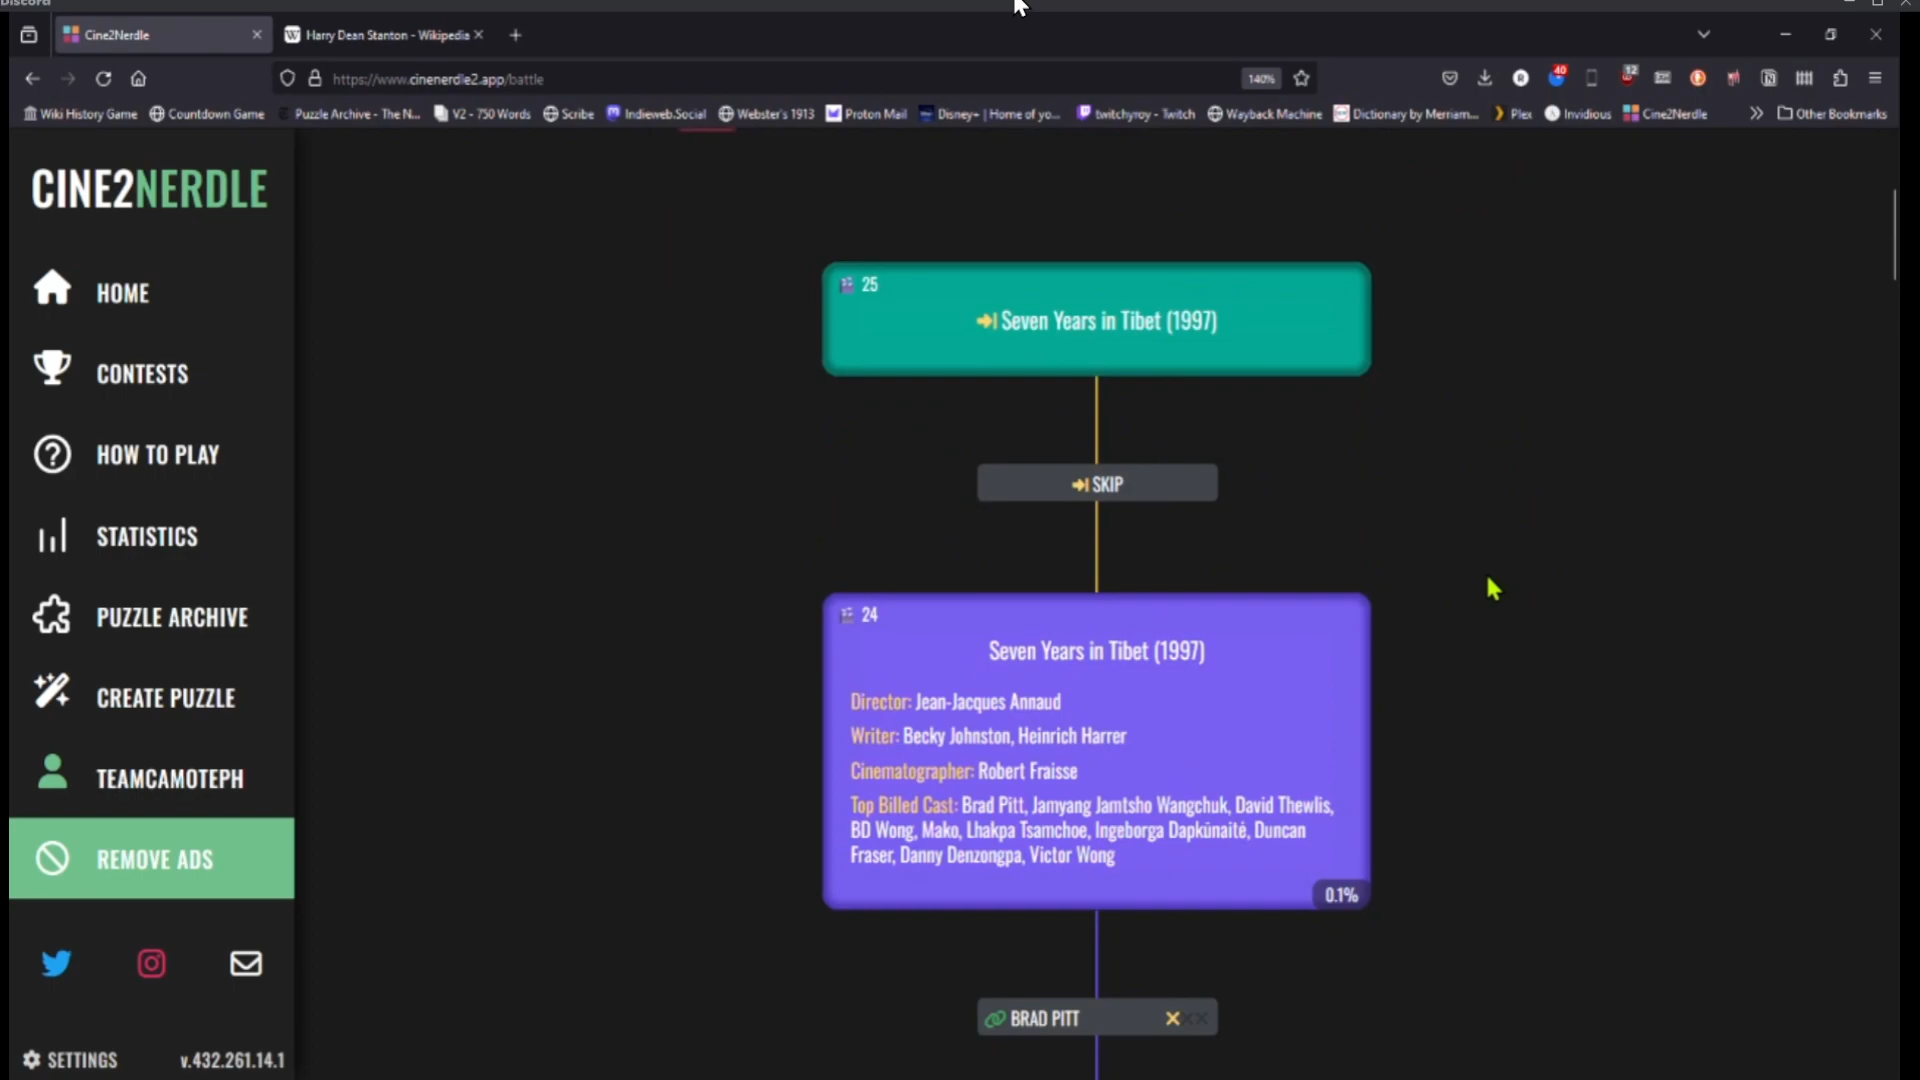 Discord
Cine2Nerdle
Harry Dean Stanton - Wikipedia
https://www.cinenerdle2.app/battle
140%
40
12
Wiki History Game
Countdown Game
Puzzle Archive - The N...
V2 - 750 Words
Scribe
Indieweb.Social
Webster's 1913
Proton Mail
Disney+ | Home of yo...
twitchyroy - Twitch
Wayback Machine
Dictionary by Merriam...
Plex
Invidious
Cine2Nerdle
Other Bookmarks
CINE2NERDLE
HOME
CONTESTS
HOW TO PLAY
STATISTICS
PUZZLE ARCHIVE
CREATE PUZZLE
TEAMCAMOTEPH
REMOVE ADS
SETTINGS
v.432.261.14.1
25
Seven Years in Tibet (1997)
SKIP
24
Seven Years in Tibet (1997)
Director: Jean-Jacques Annaud
Writer: Becky Johnston, Heinrich Harrer
Cinematographer: Robert Fraisse
Top Billed Cast: Brad Pitt, Jamyang Jamtsho Wangchuk, David Thewlis,
BD Wong, Mako, Lhakpa Tsamchoe, Ingeborga Dapkūnaitė, Duncan
Fraser, Danny Denzongpa, Victor Wong
0.1%
BRAD PITT